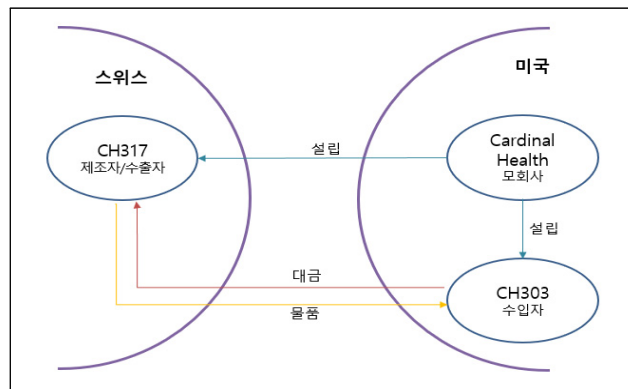 스위스
미국
CH317
제조자/수출자
설립
Cardinal
Health
모회사
설립
대금
물품
CH303
수입자